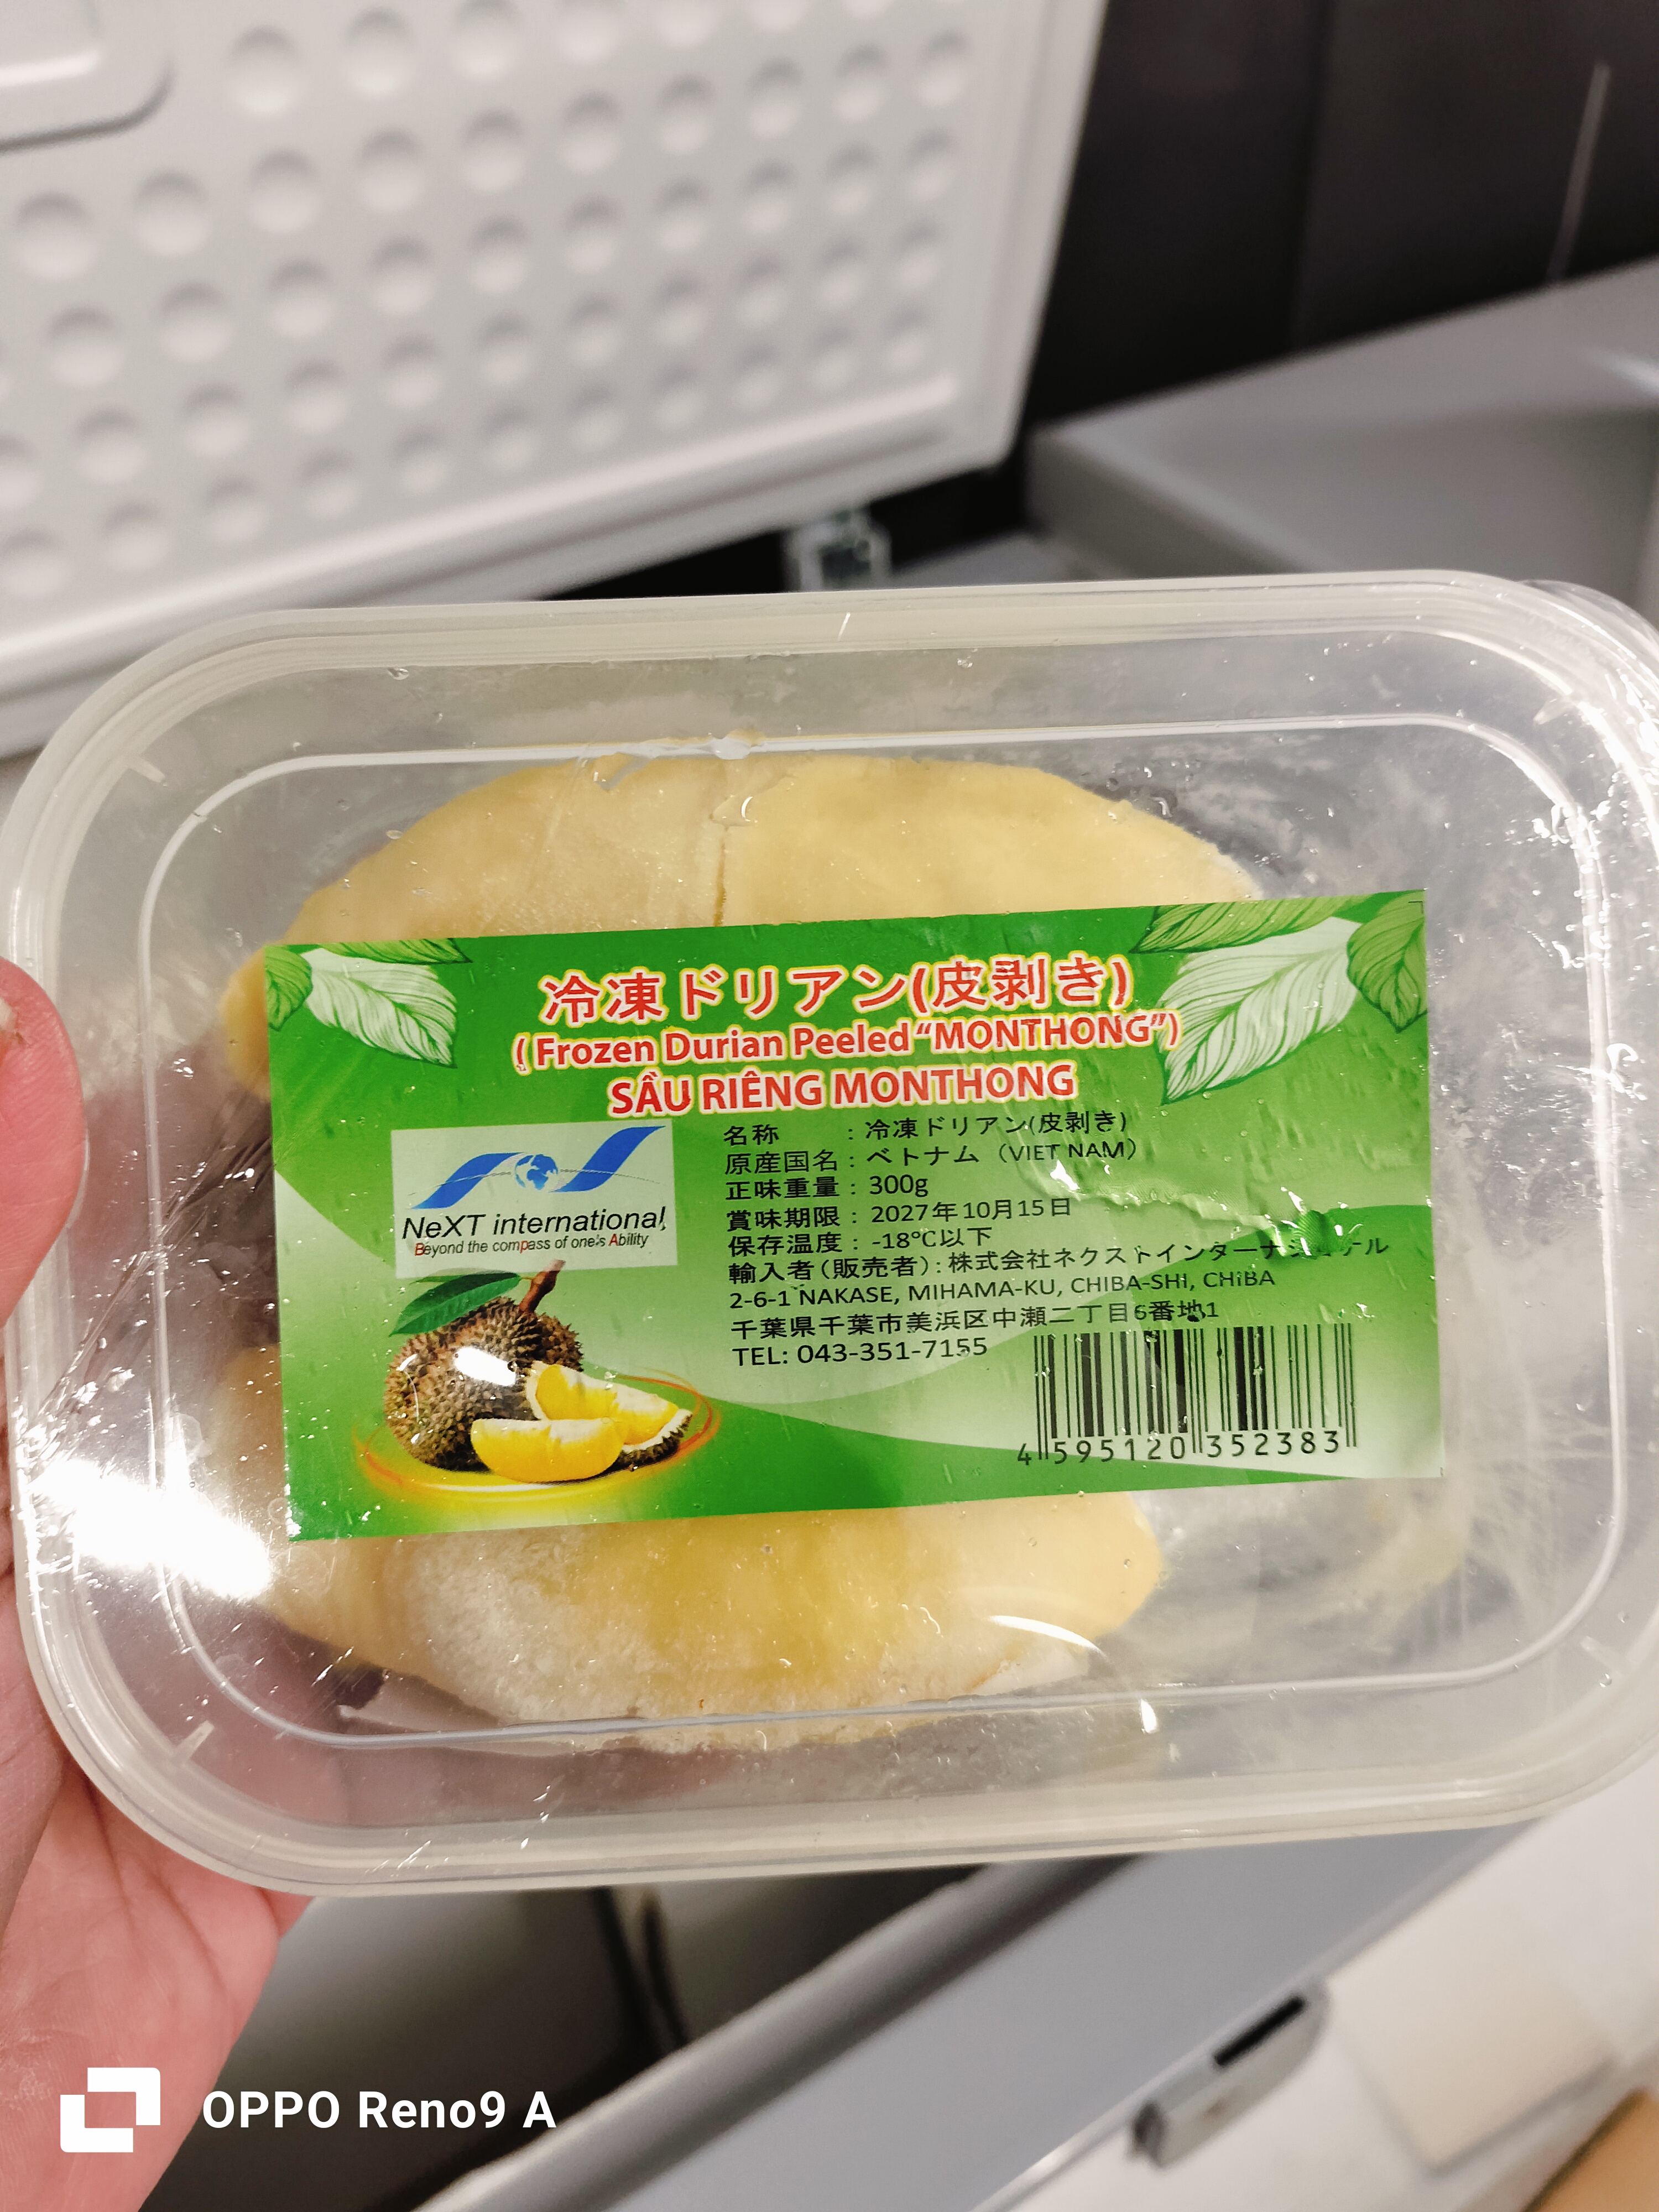 冷凍ドリアン(皮剥き)
( Frozen Durian Peeled “MONTHONG”)
SẦU RIÊNG MONTHONG
NeXT international
Beyond the compass of one's Ability
名称 : 冷凍ドリアン(皮剥き)
原産国名 : ベトナム (VIET NAM)
正味重量 : 300g
賞味期限 : 2027年10月15日
保存温度 : -18℃以下
輸入者(販売者) : 株式会社ネクストインターナショナル
2-6-1 NAKASE, MIHAMA-KU, CHIBA-SHI, CHiBA
千葉県千葉市美浜区中瀬二丁目6番地1
TEL: 043-351-7155
4 595120 352383
OPPO Reno9 A